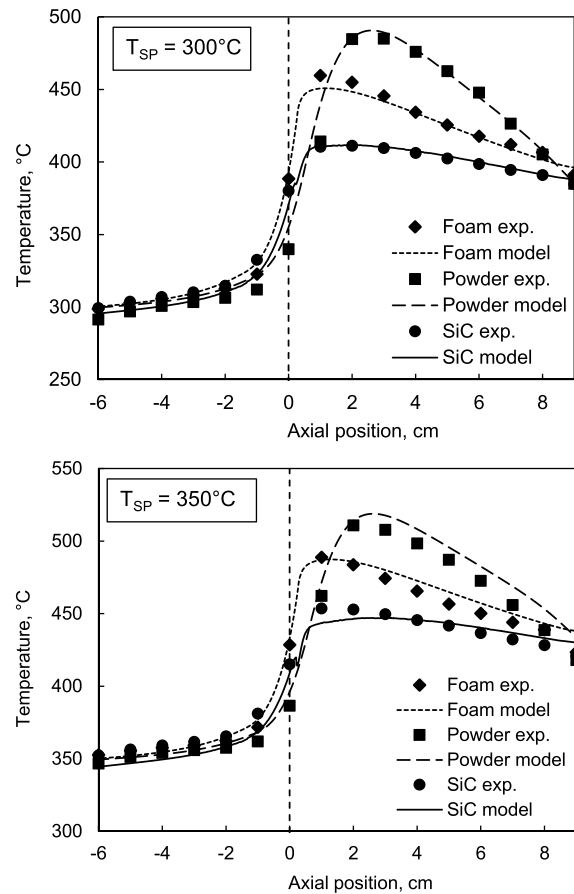 500
T_SP = 300°C
450
400
350
300
250
Temperature, °C
Foam exp.
Foam model
Powder exp.
Powder model
SiC exp.
SiC model
-6 -4 -2 0 2 4 6 8
Axial position, cm
550
T_SP = 350°C
500
450
400
350
300
Temperature, °C
Foam exp.
Foam model
Powder exp.
Powder model
SiC exp.
SiC model
-6 -4 -2 0 2 4 6 8
Axial position, cm